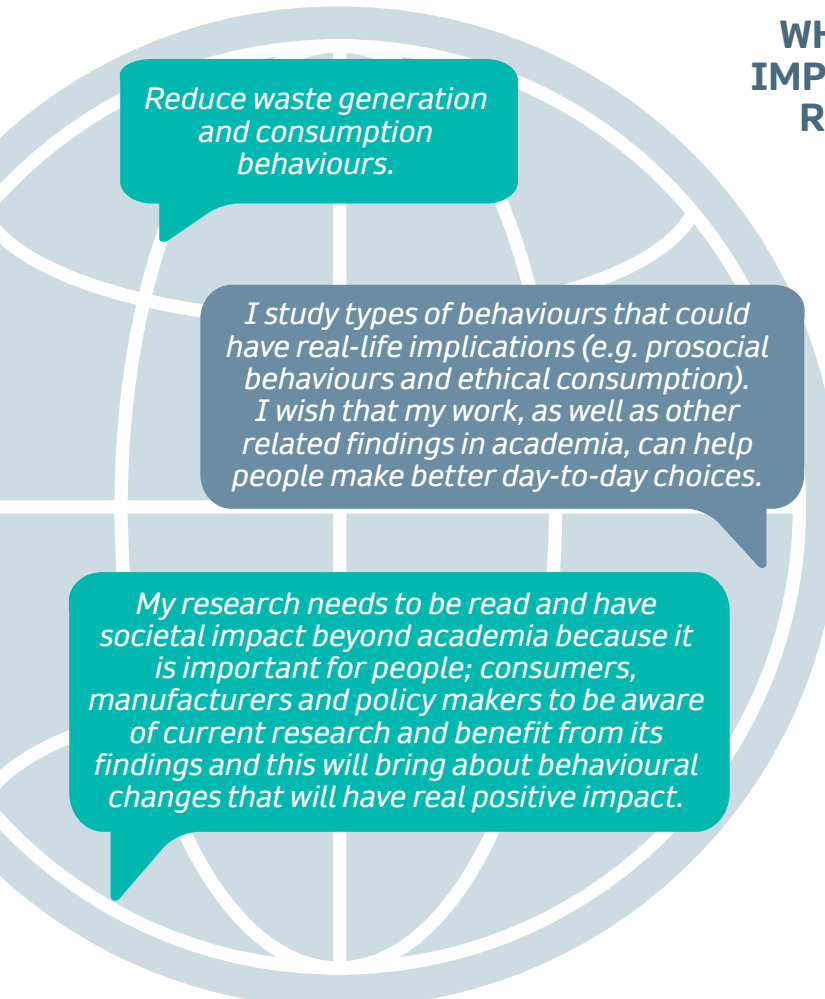 WH
IMP
R
Reduce waste generation
and consumption
behaviours.
I study types of behaviours that could
have real-life implications (e.g. prosocial
behaviours and ethical consumption).
I wish that my work, as well as other
related findings in academia, can help
people make better day-to-day choices.
My research needs to be read and have
societal impact beyond academia because it
is important for people; consumers,
manufacturers and policy makers to be aware
of current research and benefit from its
findings and this will bring about behavioural
changes that will have real positive impact.